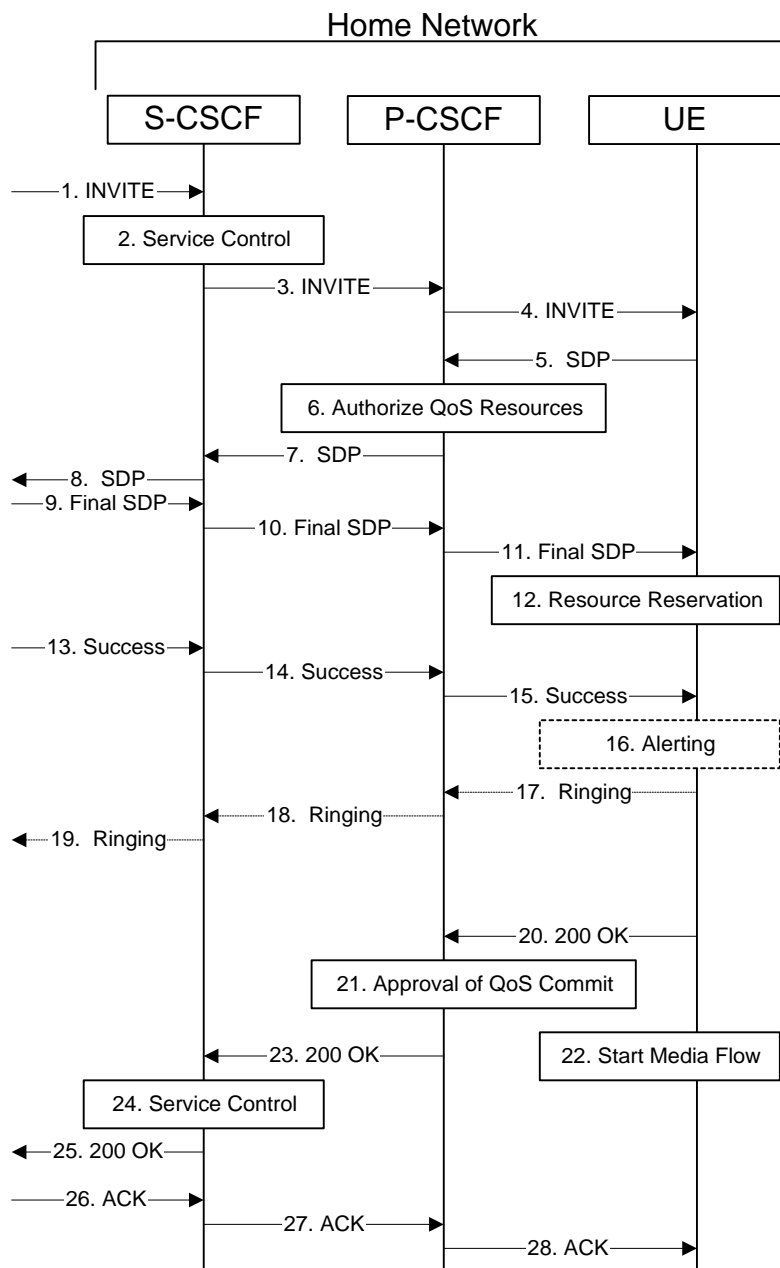 Home Network
S-CSCF
P-CSCF
UE
1. INVITE
2. Service Control
3. INVITE
4. INVITE
5. SDP
6. Authorize QoS Resources
7. SDP
8. SDP
9. Final SDP
10. Final SDP
11. Final SDP
12. Resource Reservation
13. Success
14. Success
15. Success
16. Alerting
17. Ringing
18. Ringing
19. Ringing
20. 200 OK
21. Approval of QoS Commit
22. Start Media Flow
23. 200 OK
24. Service Control
25. 200 OK
26. ACK
27. ACK
28. ACK